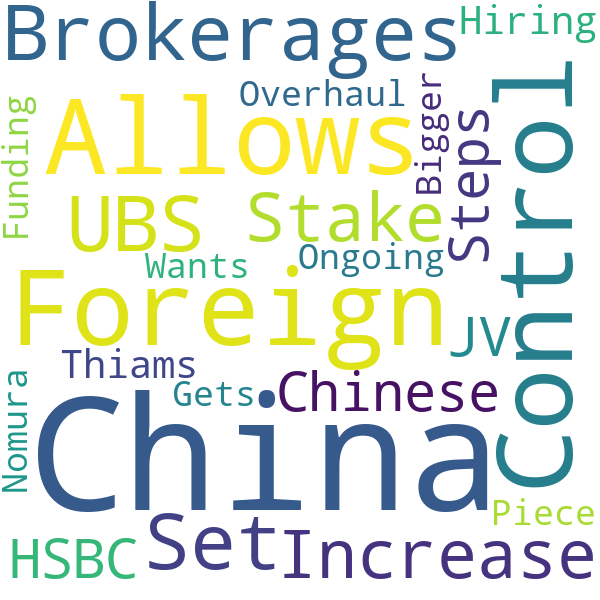 Brokerages
Hiring
Overhaul
Allows
Funding
Bigger
Steps
Control
UBS
Stake
Wants
Ongoing
Foreign
JV
Thiams
Gets
Chinese
Nomura
China
Piece
HSBC
Set
Increase